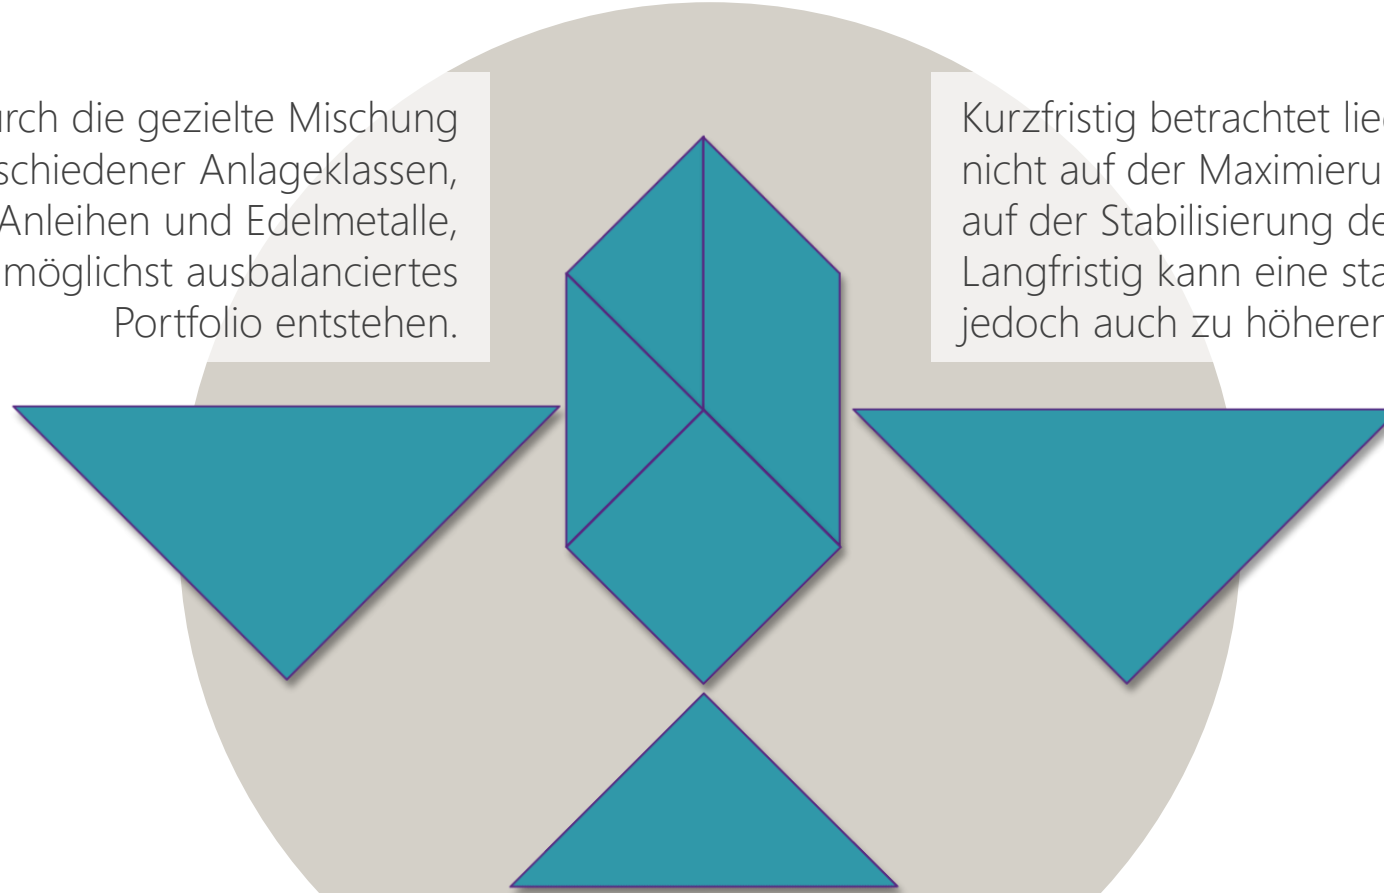 urch die gezielte Mischung
schiedener Anlageklassen,
Anleihen und Edelmetalle,
möglichst ausbalanciertes
Portfolio entstehen.
Kurzfristig betrachtet lie
nicht auf der Maximieru
auf der Stabilisierung de
Langfristig kann eine sta
jedoch auch zu höheren